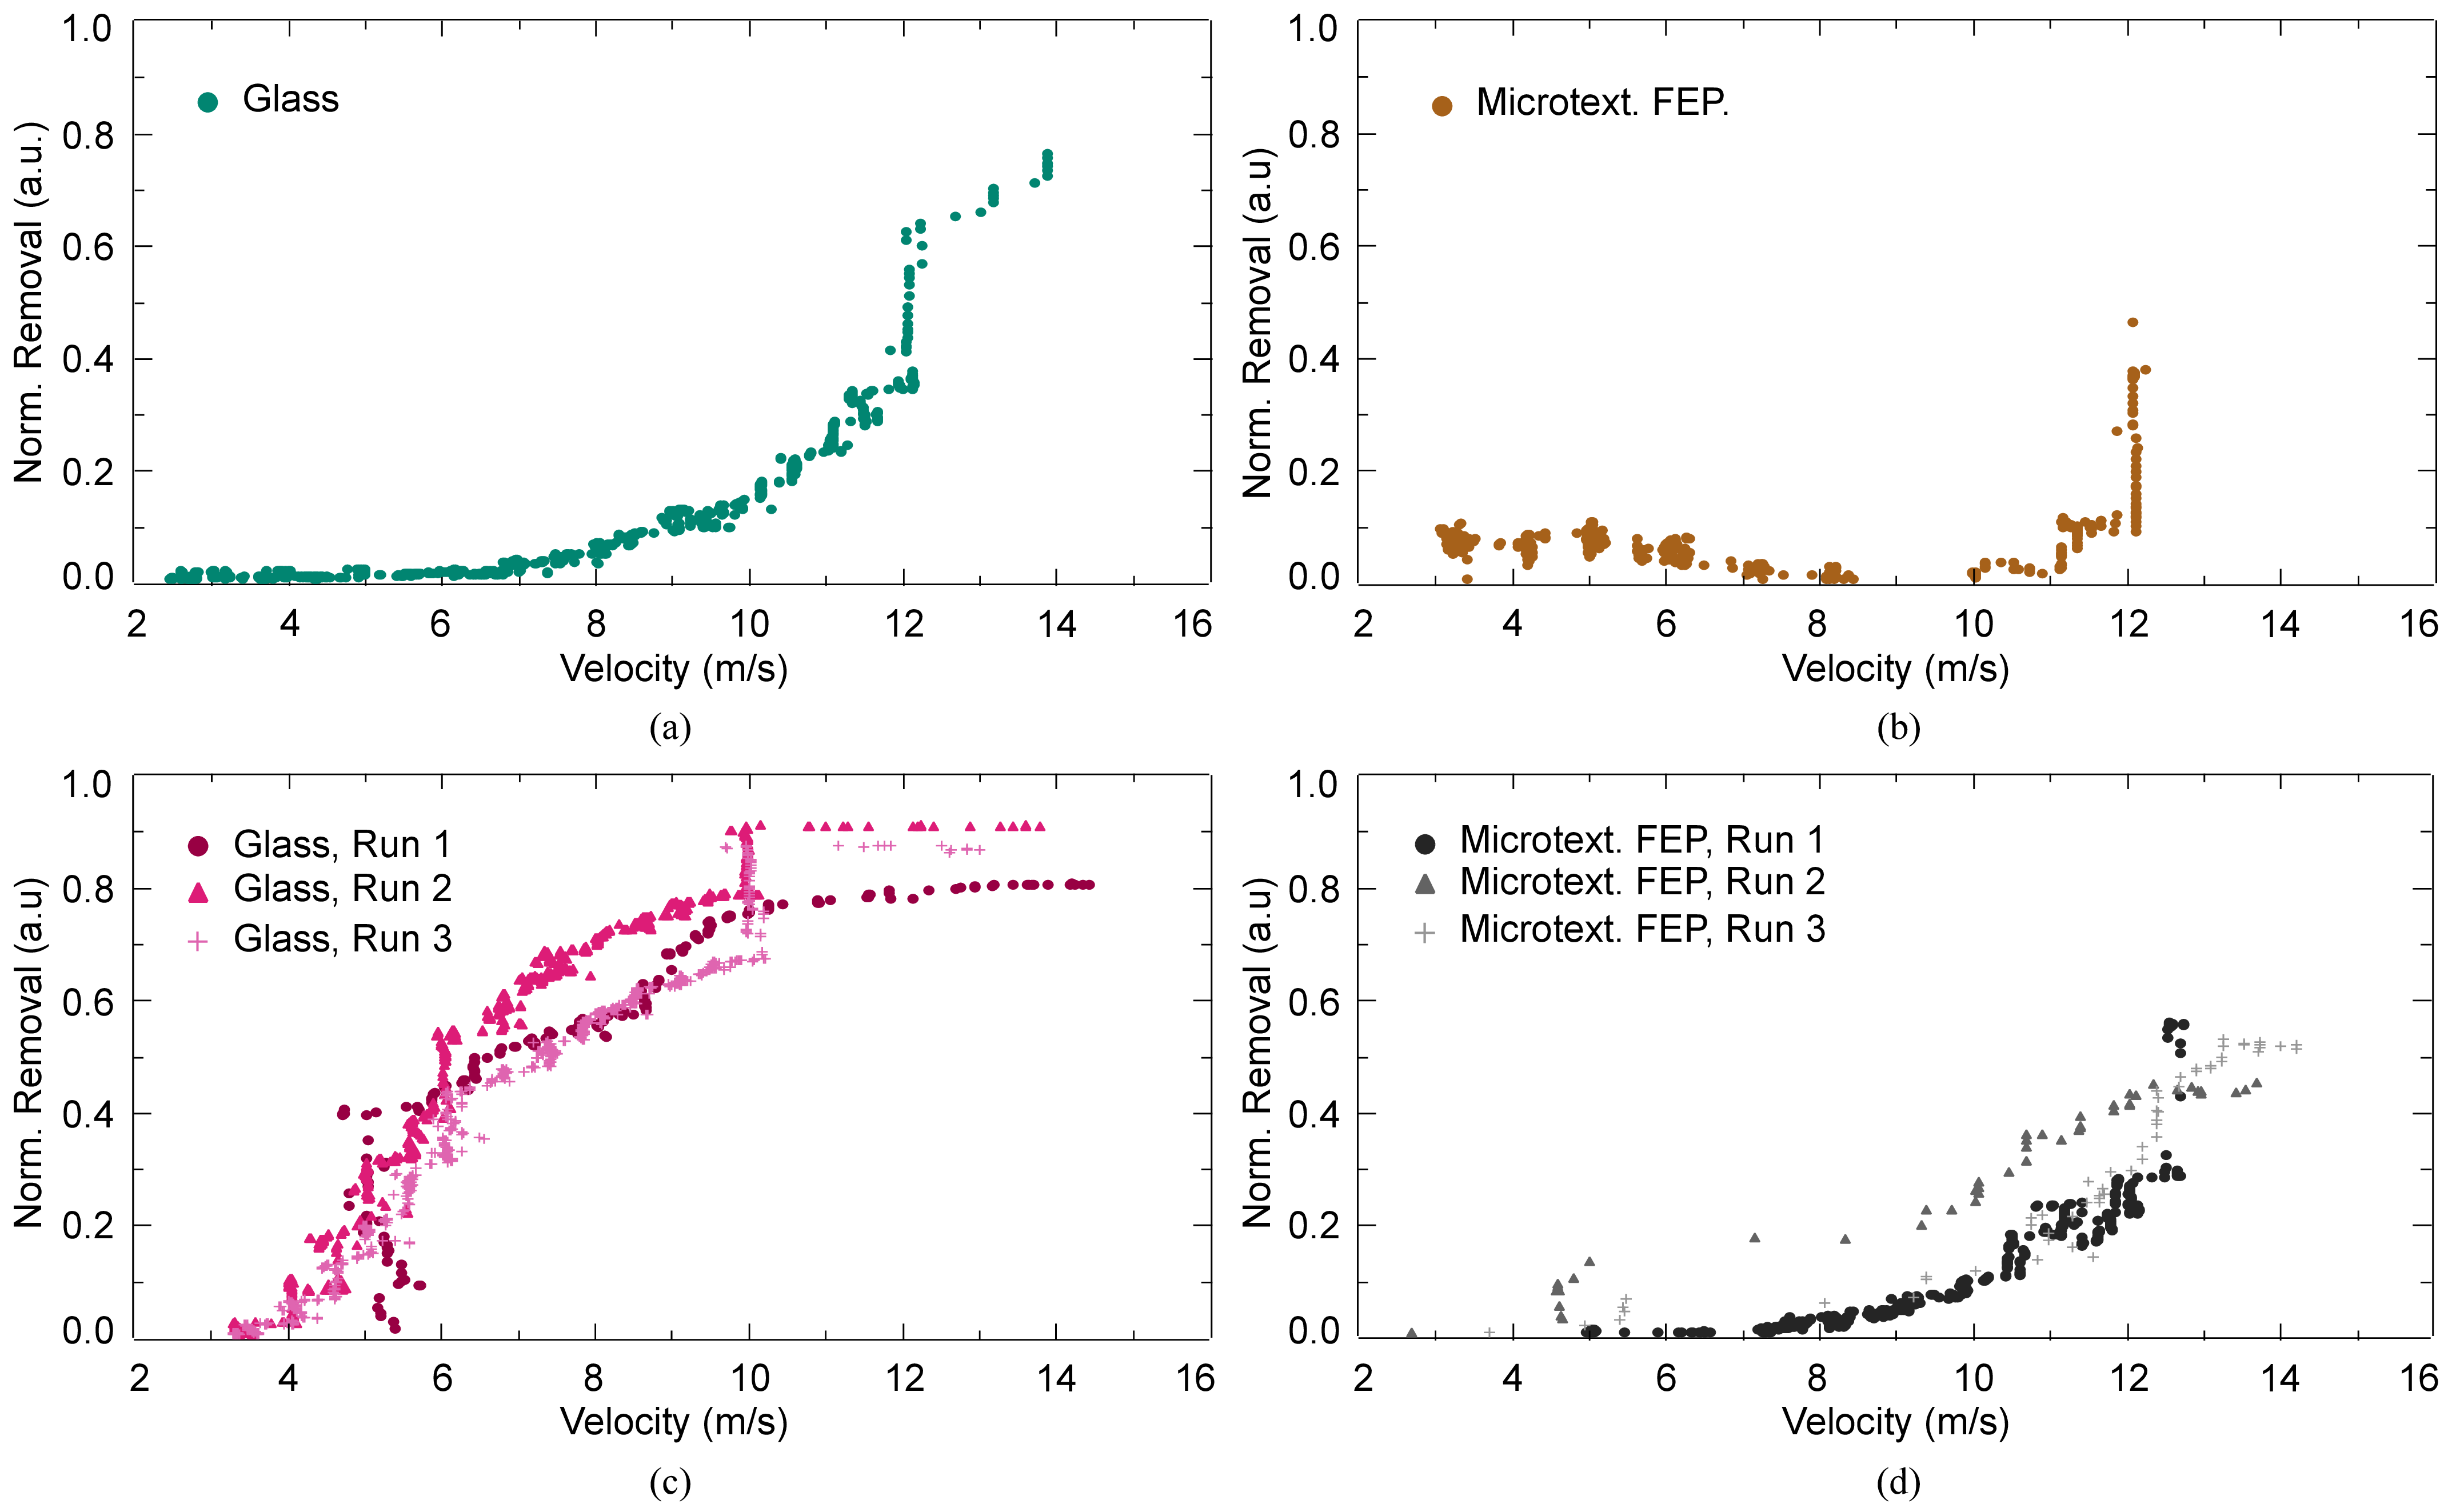 1.0
0.8
0.6
0.4
0.2
0.0
Norm. Removal (a.u.)
Glass
2 4 6 8 10 12 14 16
Velocity (m/s)
(a)
1.0
0.8
0.6
0.4
0.2
0.0
Norm. Removal (a.u)
Microtext. FEP.
2 4 6 8 10 12 14 16
Velocity (m/s)
(b)
1.0
0.8
0.6
0.4
0.2
0.0
Norm. Removal (a.u)
Glass, Run 1
Glass, Run 2
Glass, Run 3
2 4 6 8 10 12 14 16
Velocity (m/s)
(c)
1.0
0.8
0.6
0.4
0.2
0.0
Norm. Removal (a.u)
Microtext. FEP, Run 1
Microtext. FEP, Run 2
Microtext. FEP, Run 3
2 4 6 8 10 12 14 16
Velocity (m/s)
(d)